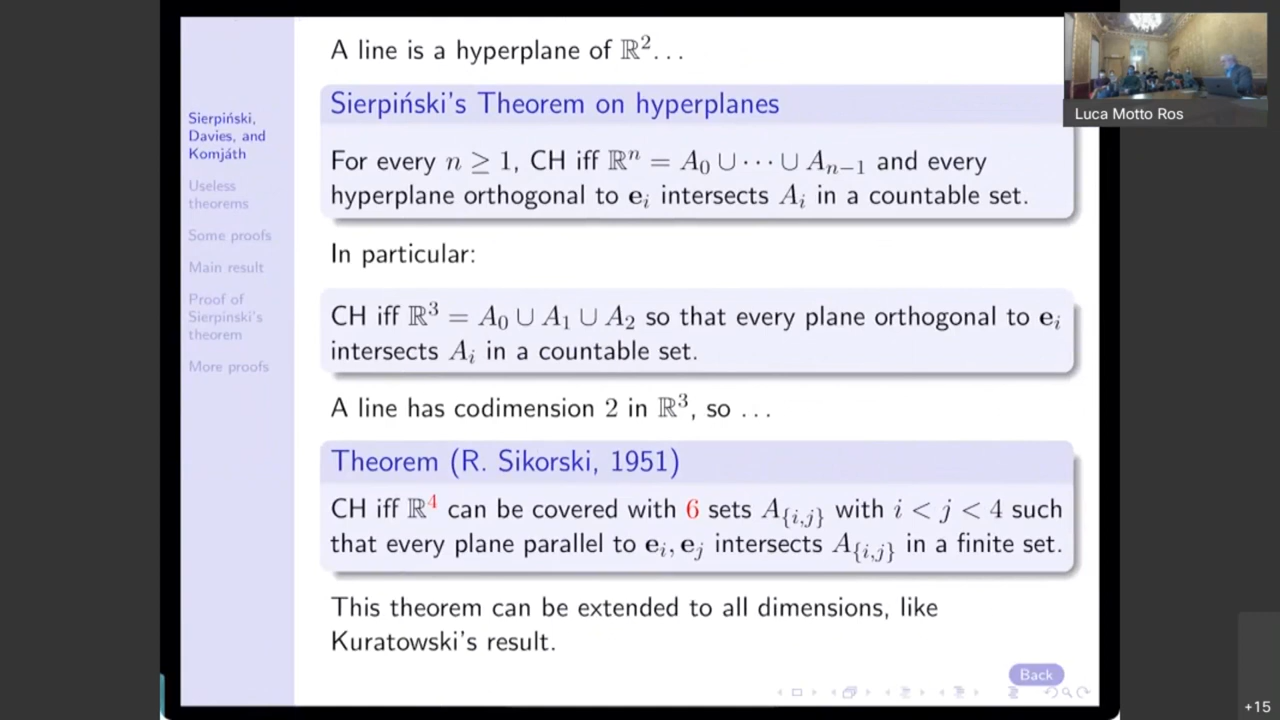 A line is a hyperplane of ℝ²...
Sierpiński's Theorem on hyperplanes
For every n ≥ 1, CH iff ℝⁿ = A₀ ∪ ··· ∪ Aₙ₋₁ and every
hyperplane orthogonal to eᵢ intersects Aᵢ in a countable set.
In particular:
CH iff ℝ³ = A₀ ∪ A₁ ∪ A₂ so that every plane orthogonal to eᵢ
intersects Aᵢ in a countable set.
A line has codimension 2 in ℝ³, so ...
Theorem (R. Sikorski, 1951)
CH iff ℝ⁴ can be covered with 6 sets A_{i,j} with i < j < 4 such
that every plane parallel to eᵢ, eⱼ intersects A_{i,j} in a finite set.
This theorem can be extended to all dimensions, like
Kuratowski's result.
Back
Sierpiński,
Davies, and
Komjáth
Useless
theorems
Some proofs
Main result
Proof of
Sierpinski's
theorem
More proofs
Luca Motto Ros
+15